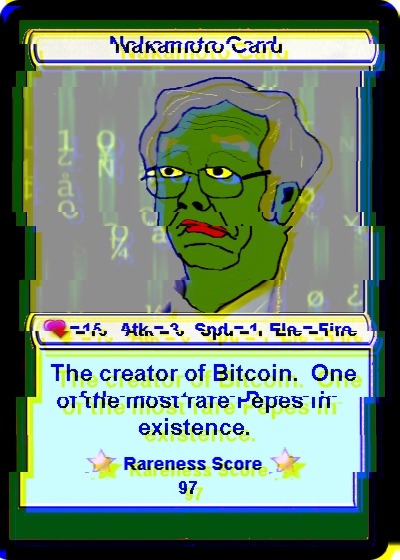 Nakamoto Card
=15 Atk=3 Spd=1 Ele=Fire
The creator of Bitcoin. One
of the most rare Pepes in
existence.
Rareness Score
97